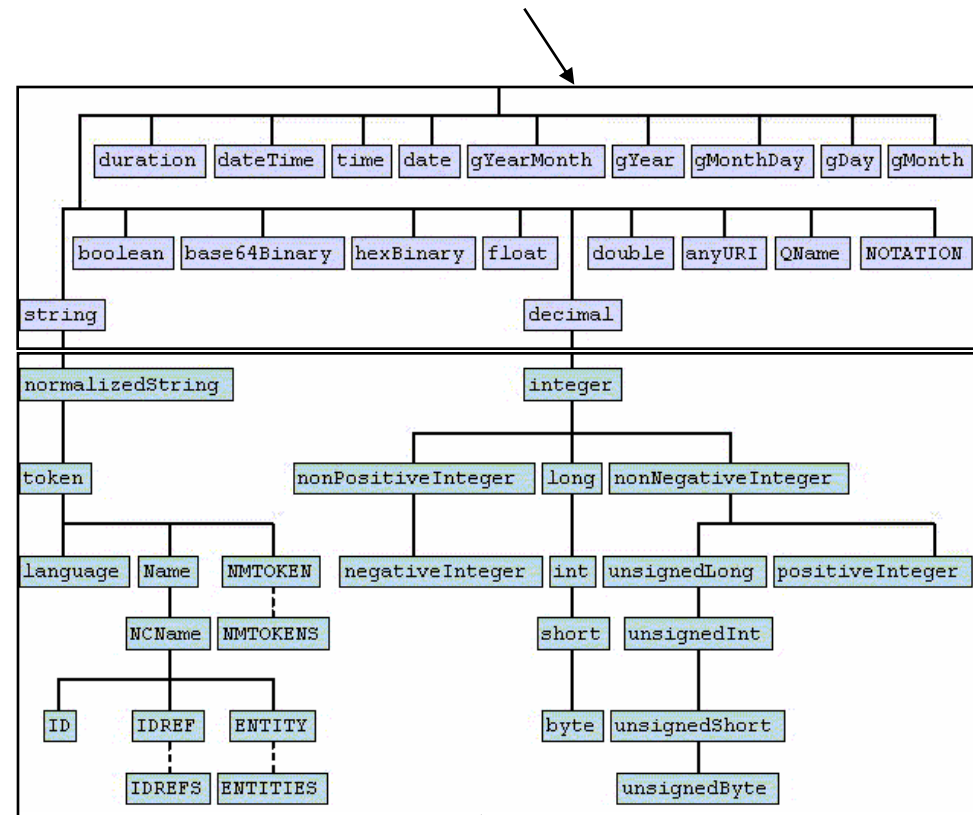 duration dateTime time date gYearMonth gYear gMonthDay gDay gMonth
boolean base64Binary hexBinary float double anyURI QName NOTATION
string decimal
normalizedString integer
token nonPositiveInteger long nonNegativeInteger
language Name NMTOKEN negativeInteger int unsignedLong positiveInteger
NCName NMTOKENS short unsignedInt
ID IDREF ENTITY byte unsignedShort
IDREFS ENTITIES unsignedByte